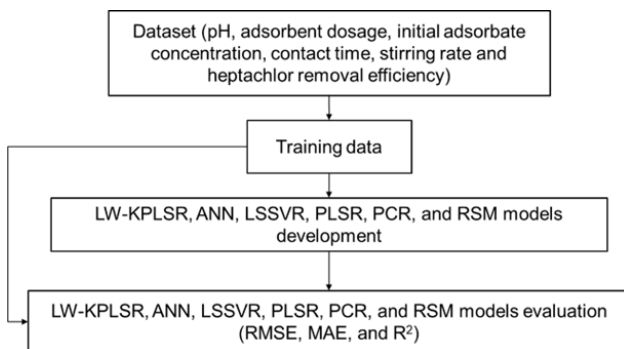 Dataset (pH, adsorbent dosage, initial adsorbate
concentration, contact time, stirring rate and
heptachlor removal efficiency)
Training data
LW-KPLSR, ANN, LSSVR, PLSR, PCR, and RSM models
development
LW-KPLSR, ANN, LSSVR, PLSR, PCR, and RSM models evaluation
(RMSE, MAE, and R²)